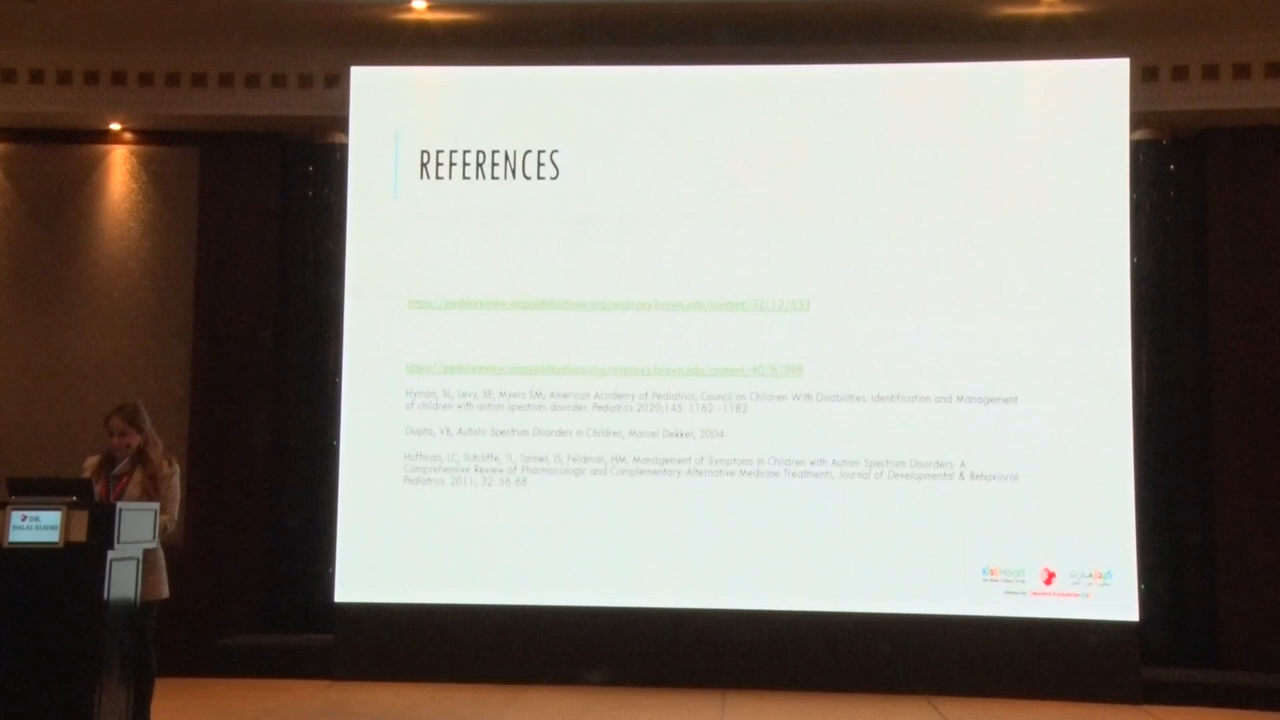 REFERENCES
https://pedsinreview-aappublications-org.revproxy.brown.edu/content/32/12/533
https://pedsinreview-aappublications-org.revproxy.brown.edu/content/40/8/398
Hyman, SL, Levy, SE, Myers SM; American Academy of Pediatrics, Council on Children With Disabilities. Identification and Management
of children with autism spectrum disorder. Pediatrics 2020;145: 1162 -1182.
Gupta, VB, Autistic Spectrum Disorders in Children, Marcel Dekker, 2004
Huffman, LC, Sutcliffe, TL, Tanner, IS, Feldman, HM. Management of Symptoms in Children with Autism Spectrum Disorders: A
Comprehensive Review of Pharmacologic and Complementary-Alternative Medicine Treatments, Journal of Developmental & Behavioral
Pediatrics. 2011; 32: 56-68
KidsHeart
كيدز هارت
DR.